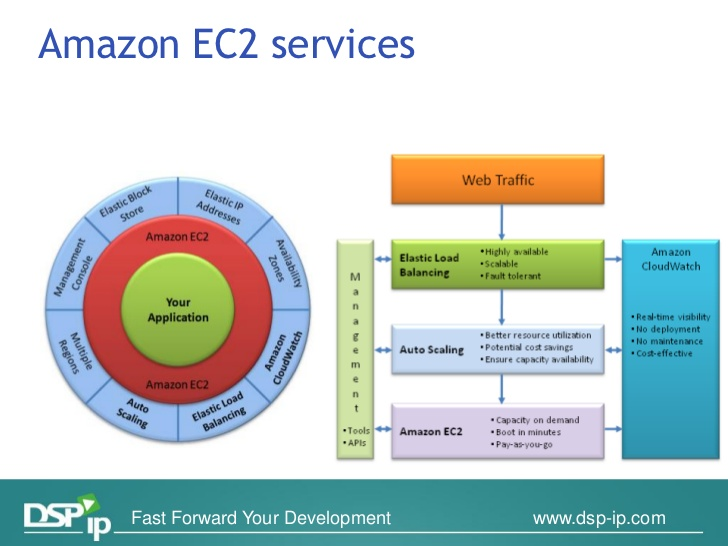 Amazon EC2 services
Elastic Block
Store
Elastic IP
Addresses
Availability
Zones
Amazon
CloudWatch
Elastic Load
Balancing
Auto
Scaling
Multiple
Regions
Management
Console
Amazon EC2
Your
Application
Amazon EC2
Web Traffic
Management
•Tools
•APIs
Elastic Load
Balancing
•Highly available
•Scalable
•Fault tolerant
Auto Scaling
•Better resource utilization
•Potential cost savings
•Ensure capacity availability
Amazon EC2
•Capacity on demand
•Boot in minutes
•Pay-as-you-go
Amazon
CloudWatch
•Real-time visibility
•No deployment
•No maintenance
•Cost-effective
DSP ip
Fast Forward Your Development
www.dsp-ip.com